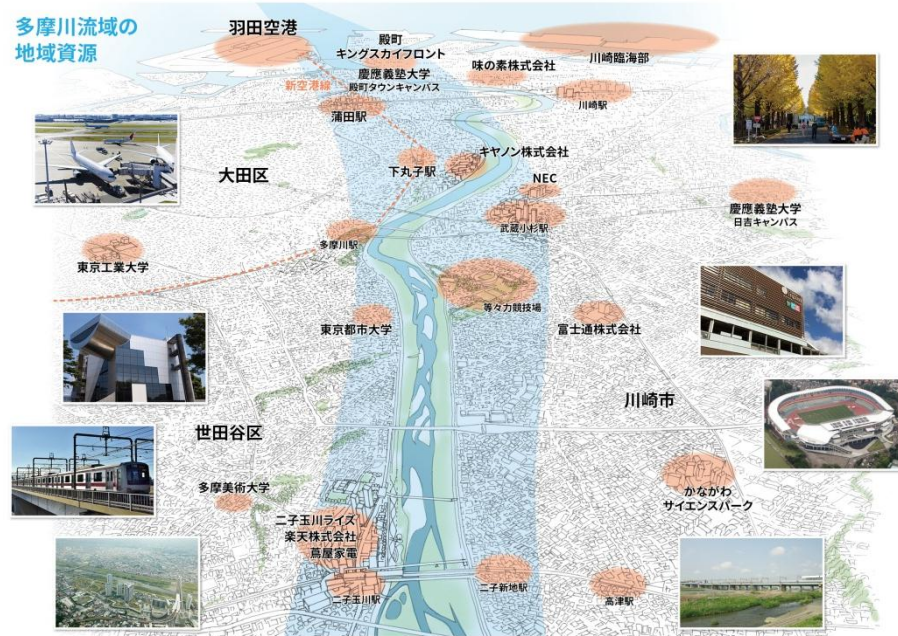 多摩川流域の
地域資源
羽田空港
殿町
キングスカイフロント
慶應義塾大学
殿町タウンキャンパス
味の素株式会社
川崎臨海部
新空港線
川崎駅
蒲田駅
キヤノン株式会社
下丸子駅
大田区
NEC
慶應義塾大学
日吉キャンパス
武蔵小杉駅
多摩川駅
東京工業大学
等々力競技場
東京都市大学
富士通株式会社
川崎市
世田谷区
多摩美術大学
かながわ
サイエンスパーク
二子玉川ライズ
楽天株式会社
蔦屋家電
二子玉川駅
二子新地駅
高津駅